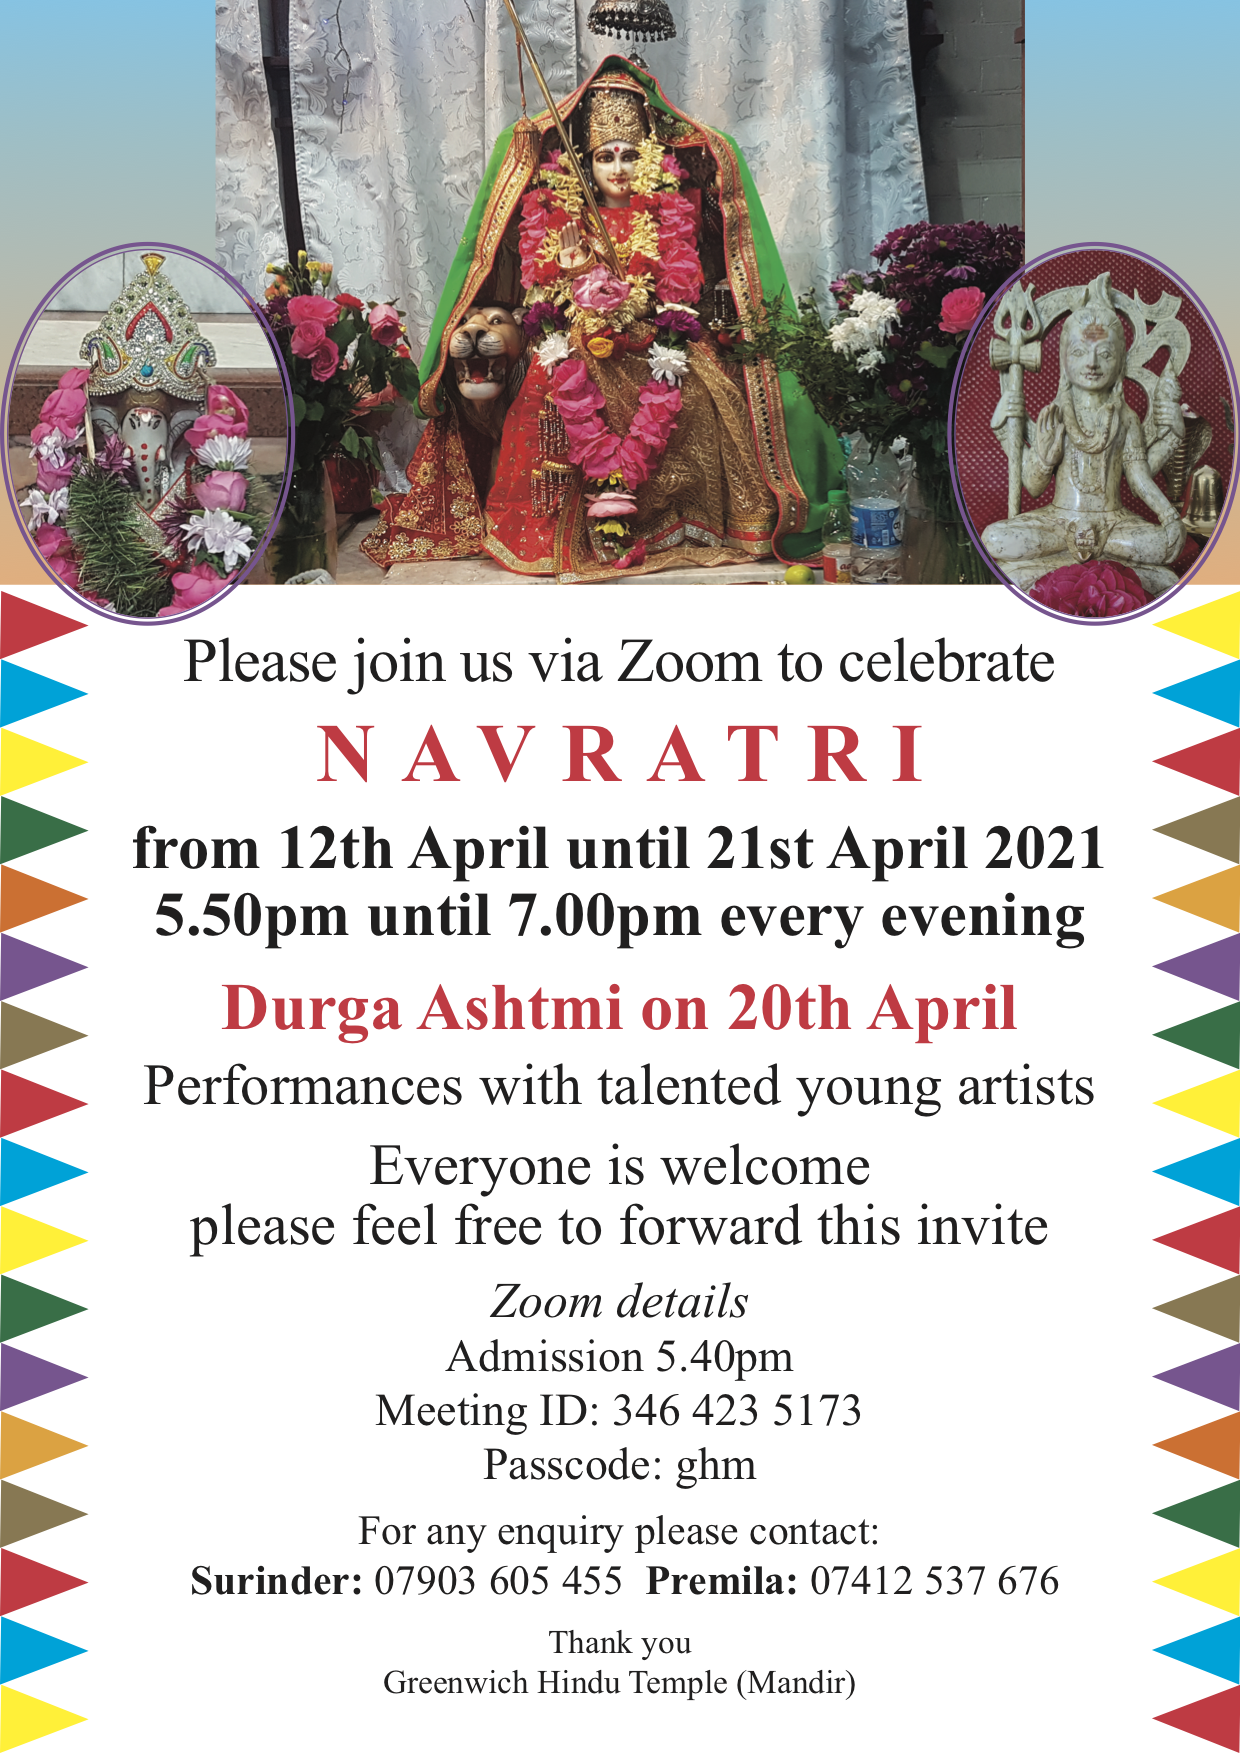 Please join us via Zoom to celebrate
NAVRATRI
from 12th April until 21st April 2021
5.50pm until 7.00pm every evening
Durga Ashtmi on 20th April
Performances with talented young artists
Everyone is welcome
please feel free to forward this invite
Zoom details
Admission 5.40pm
Meeting ID: 346 423 5173
Passcode: ghm
For any enquiry please contact:
Surinder: 07903 605 455 Premila: 07412 537 676
Thank you
Greenwich Hindu Temple (Mandir)